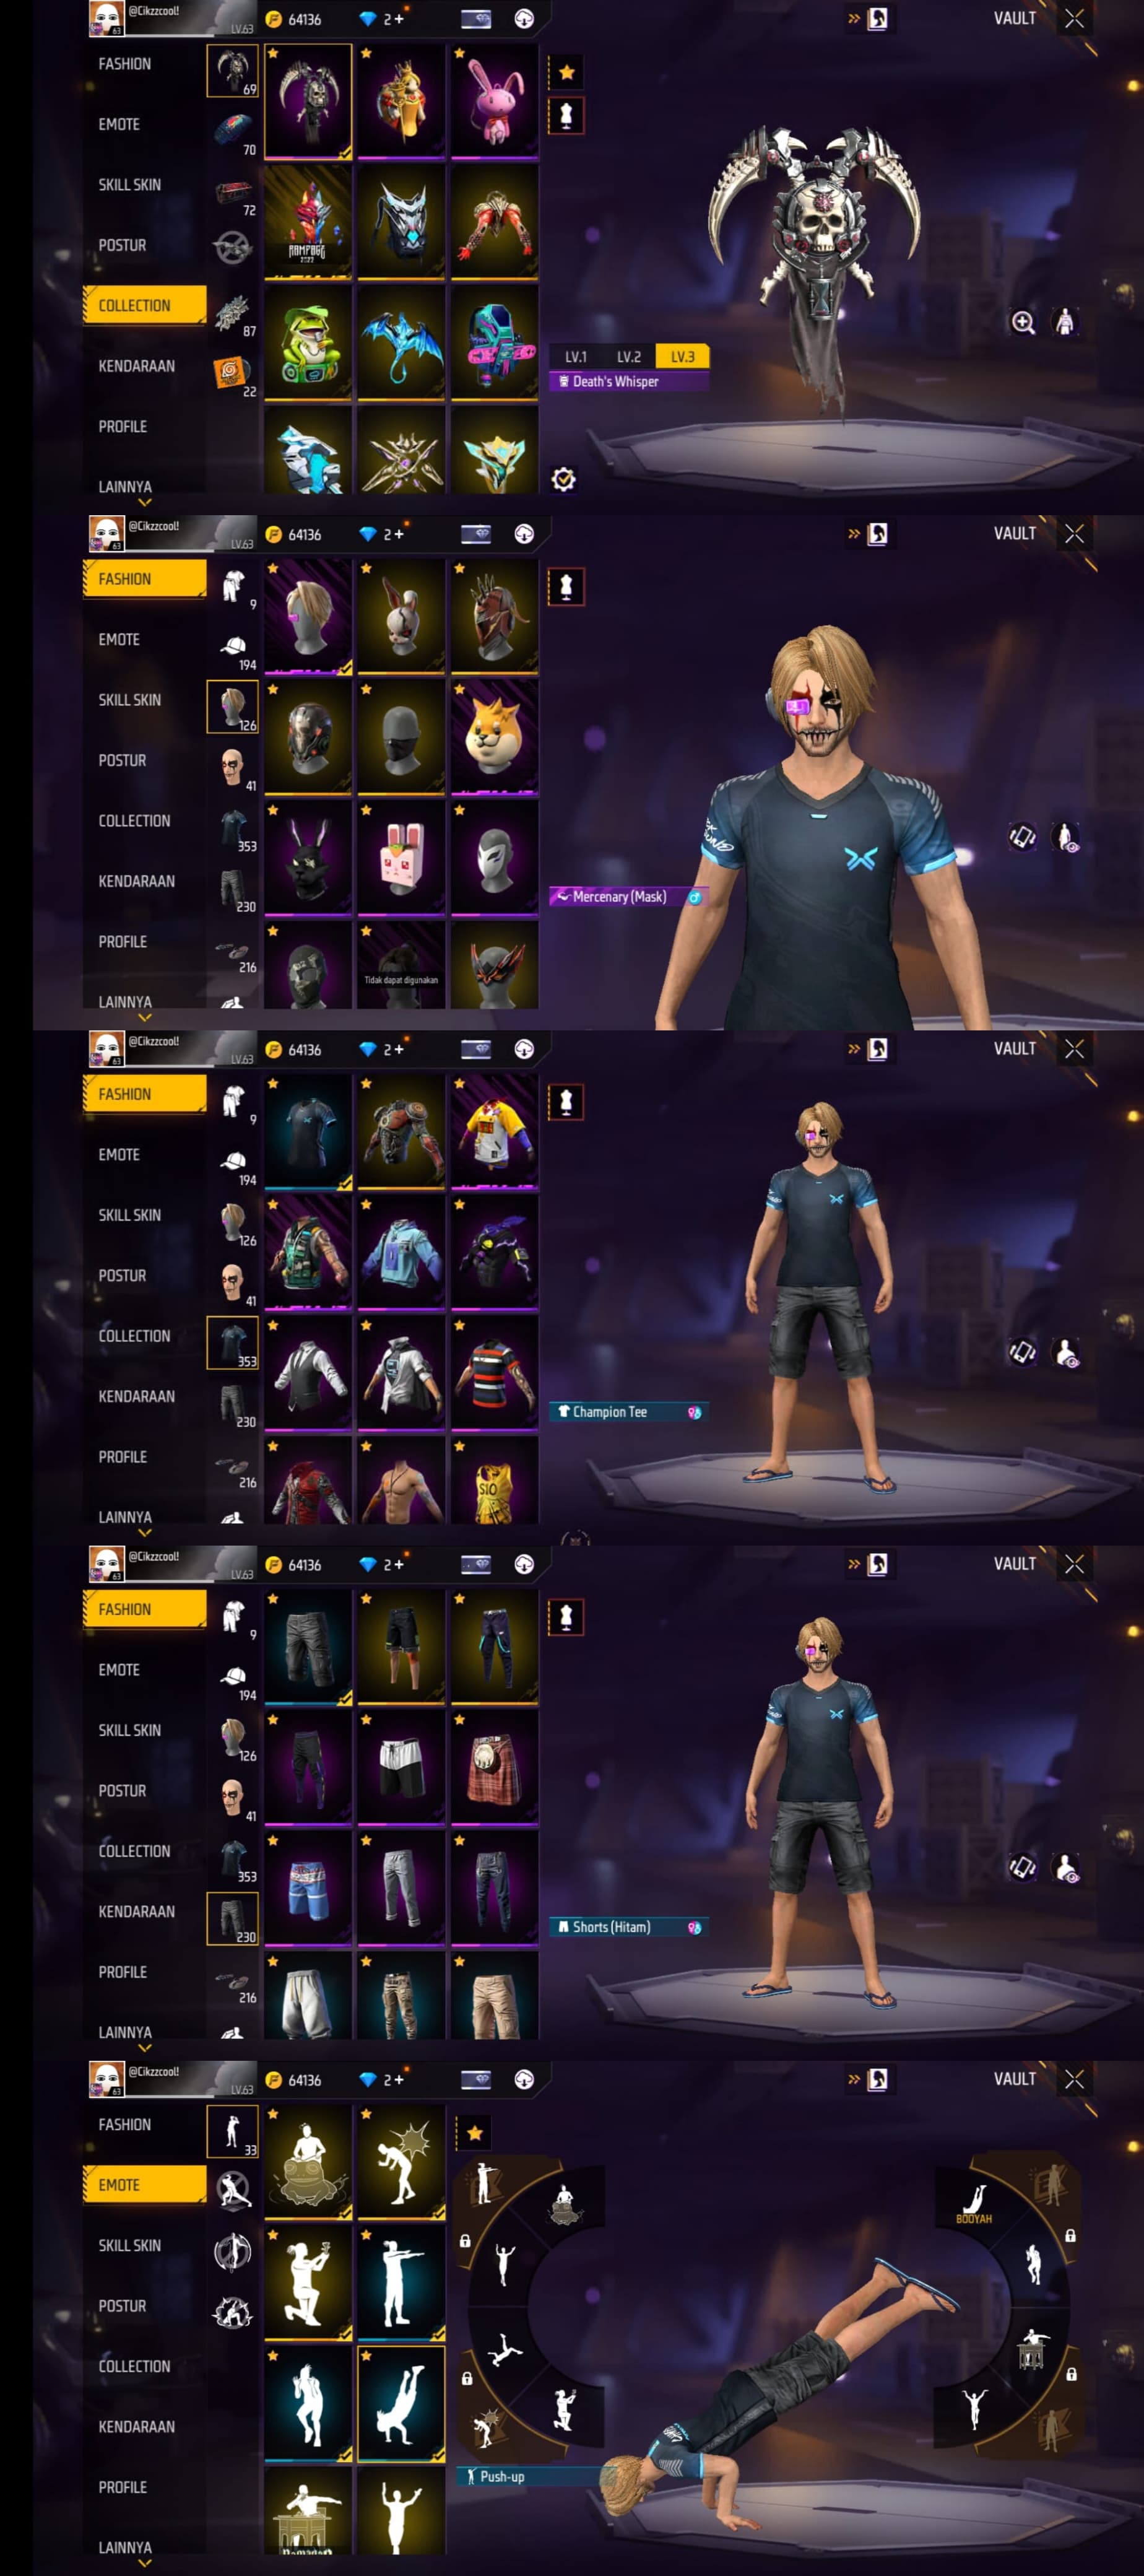 @Cikzzcool!
63
LV.63
64136
2+
VAULT
FASHION
69
EMOTE
70
SKILL SKIN
72
POSTUR
RAMPAGE
2022
COLLECTION
87
KENDARAAN
22
LV.1 LV.2 LV.3
Death's Whisper
PROFILE
LAINNYA
@Cikzzcool!
63
LV.63
64136
2+
VAULT
FASHION
9
EMOTE
194
SKILL SKIN
126
POSTUR
41
COLLECTION
353
KENDARAAN
230
Mercenary (Mask)
PROFILE
216
Tidak dapat digunakan
LAINNYA
@Cikzzcool!
63
LV.63
64136
2+
VAULT
FASHION
9
EMOTE
194
SKILL SKIN
126
POSTUR
41
COLLECTION
353
KENDARAAN
230
Champion Tee
PROFILE
216
SIO
LAINNYA
@Cikzzcool!
63
LV.63
64136
2+
VAULT
FASHION
9
EMOTE
194
SKILL SKIN
126
POSTUR
41
COLLECTION
353
KENDARAAN
230
Shorts (Hitam)
PROFILE
216
LAINNYA
@Cikzzcool!
63
LV.63
64136
2+
VAULT
FASHION
33
EMOTE
BOOYAH
SKILL SKIN
POSTUR
COLLECTION
KENDARAAN
Push-up
PROFILE
LAINNYA